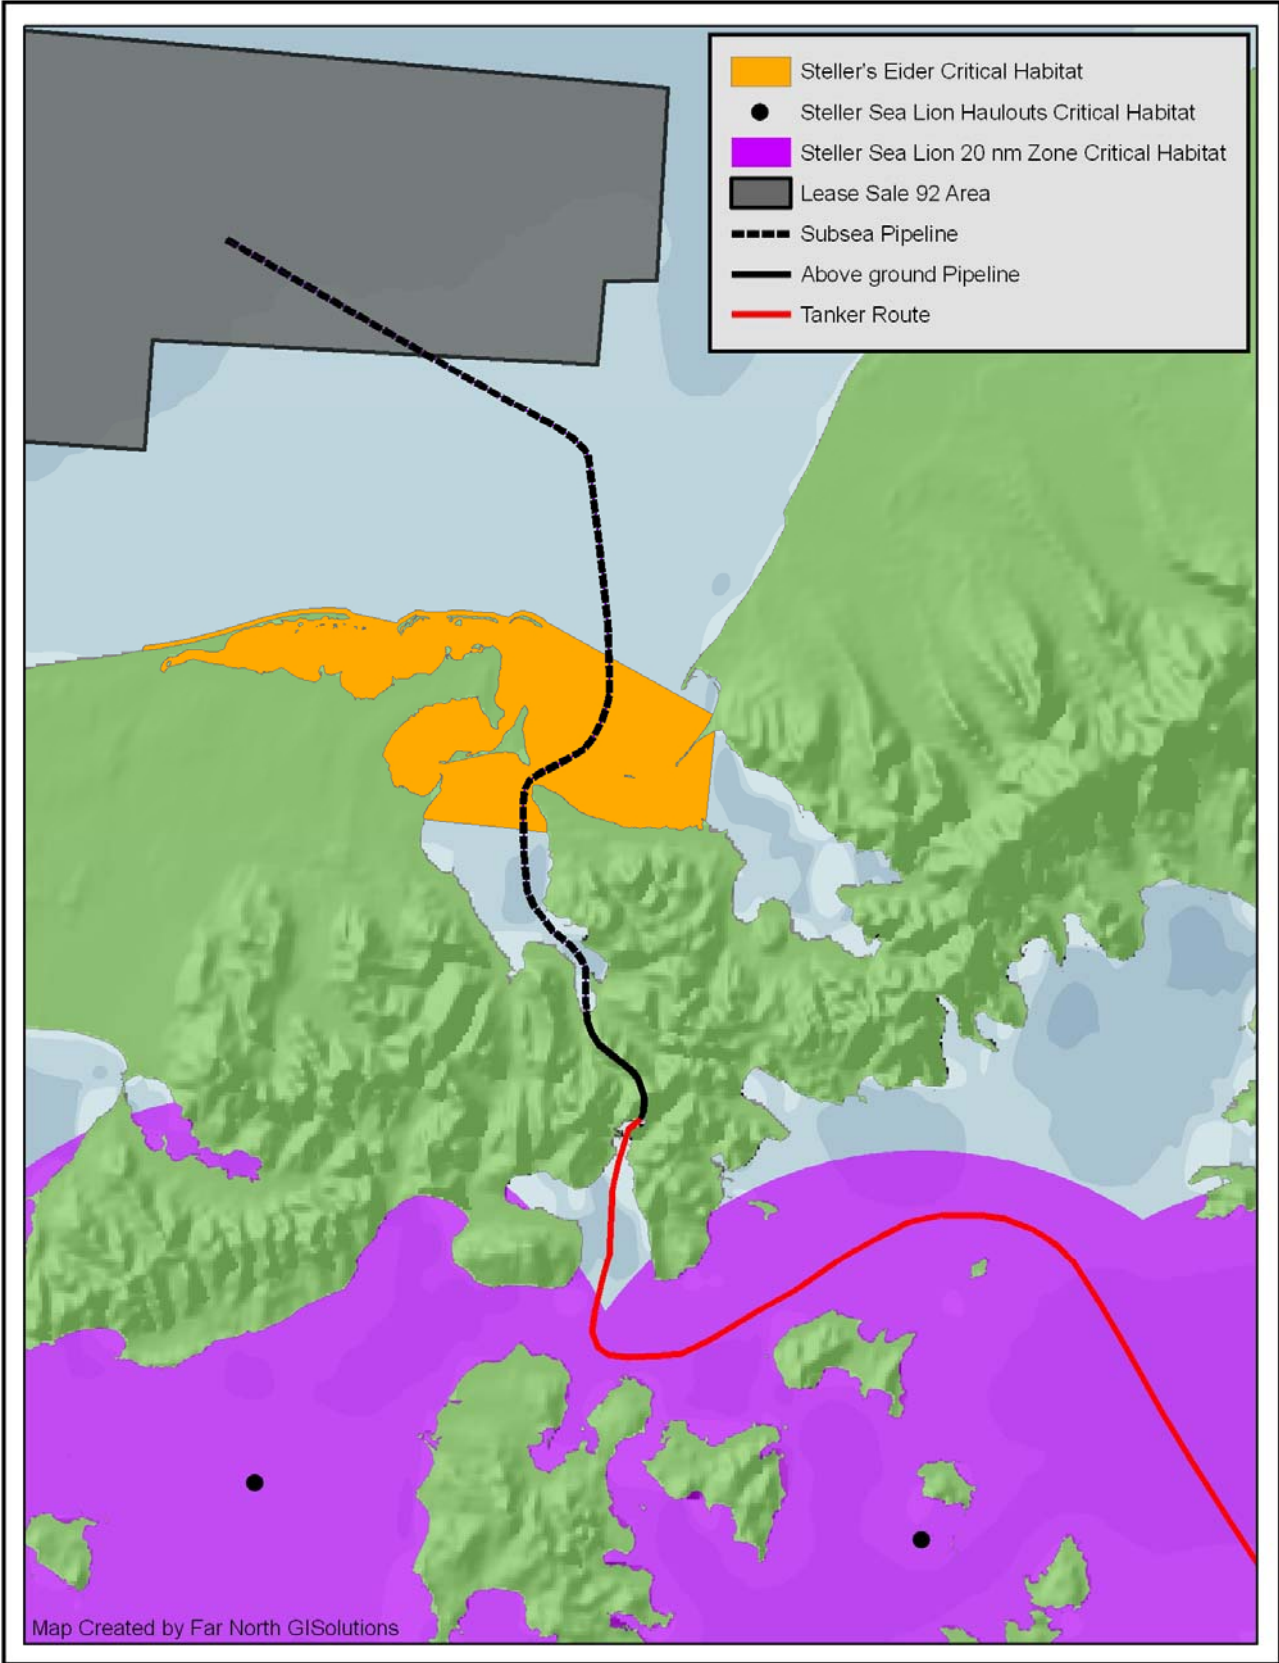 Steller's Eider Critical Habitat
Steller Sea Lion Haulouts Critical Habitat
Steller Sea Lion 20 nm Zone Critical Habitat
Lease Sale 92 Area
Subsea Pipeline
Above ground Pipeline
Tanker Route
Map Created by Far North GISolutions